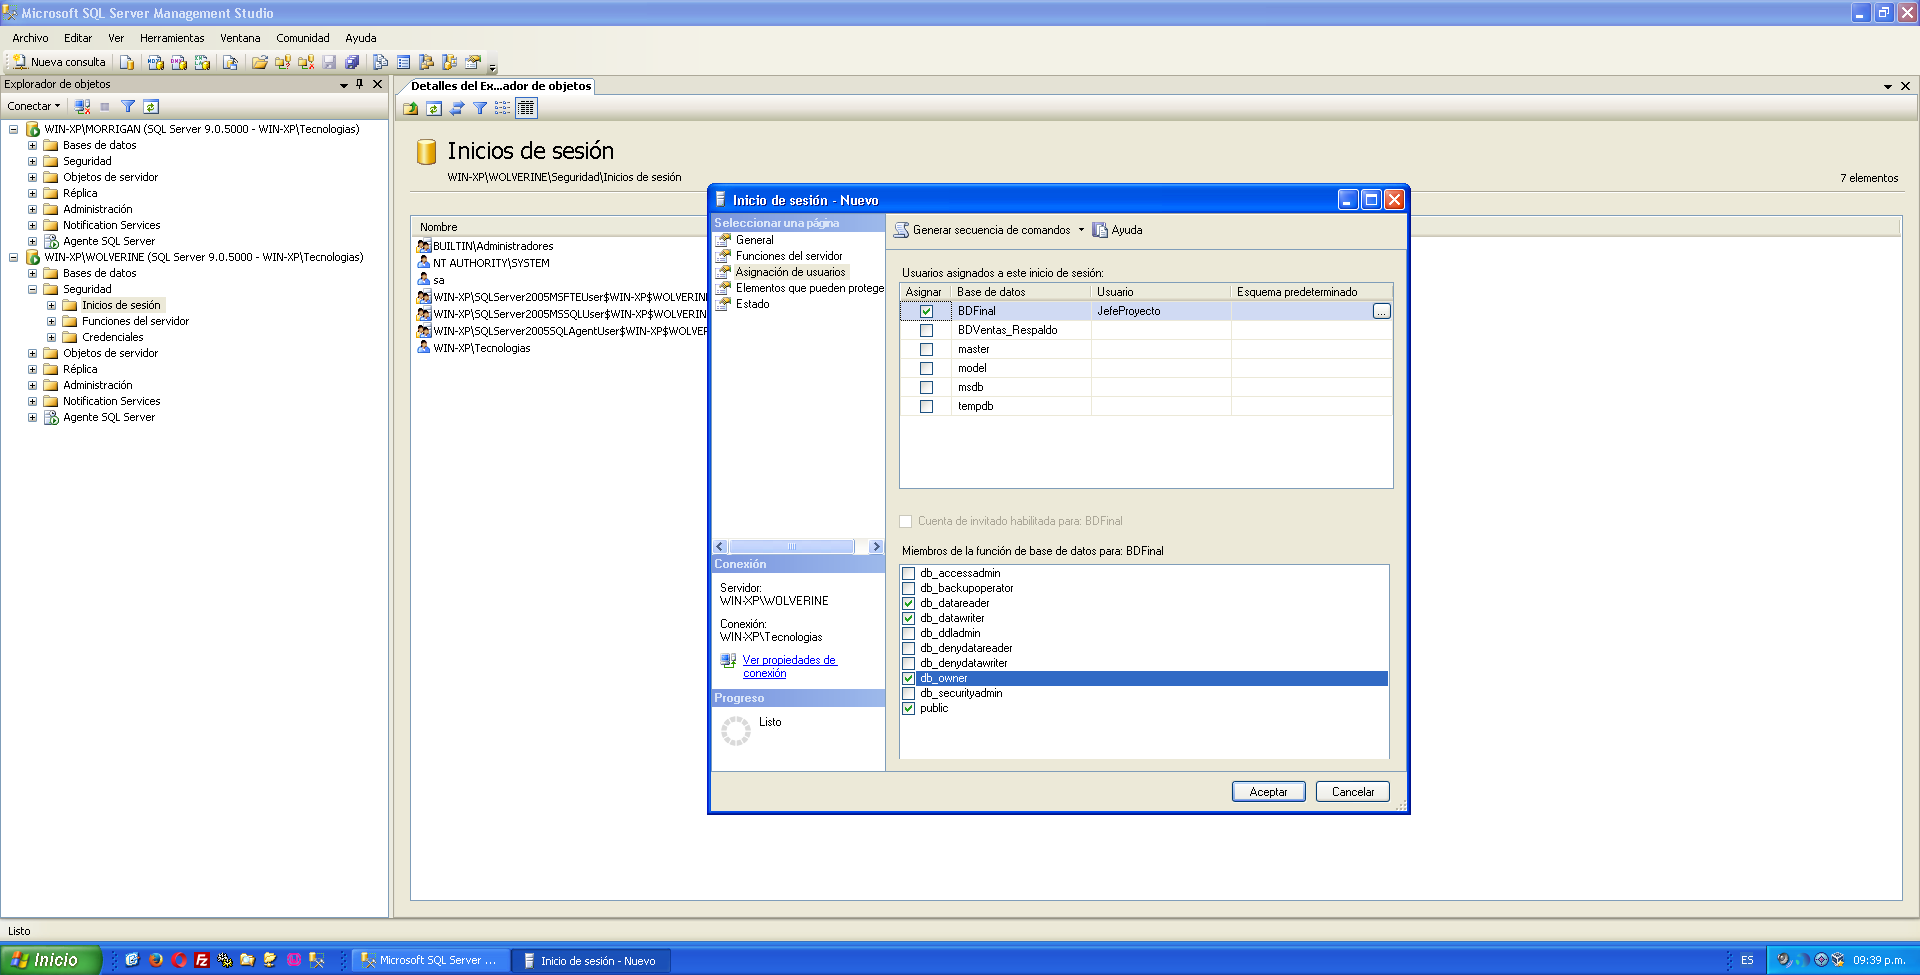 Microsoft SQL Server Management Studio
Archivo Editar Ver Herramientas Ventana Comunidad Ayuda
Nueva consulta
Explorador de objetos
Conectar
WIN-XP\MORRIGAN (SQL Server 9.0.5000 - WIN-XP\Tecnologias)
Bases de datos
Seguridad
Objetos de servidor
Réplica
Administración
Notification Services
Agente SQL Server
WIN-XP\WOLVERINE (SQL Server 9.0.5000 - WIN-XP\Tecnologias)
Bases de datos
Seguridad
Inicios de sesión
Funciones del servidor
Credenciales
Objetos de servidor
Réplica
Administración
Notification Services
Agente SQL Server
Detalles del Ex...ador de objetos
Inicios de sesión
WIN-XP\WOLVERINE\Seguridad\Inicios de sesión
7 elementos
Nombre
BUILTIN\Administradores
NT AUTHORITY\SYSTEM
sa
WIN-XP\SQLServer2005MSFTEUser$WIN-XP$WOLVERINE
WIN-XP\SQLServer2005MSSQLUser$WIN-XP$WOLVERIN
WIN-XP\SQLServer2005SQLAgentUser$WIN-XP$WOLVER
WIN-XP\Tecnologias
Inicio de sesión - Nuevo
Seleccionar una página
General
Funciones del servidor
Asignación de usuarios
Elementos que pueden protege
Estado
Conexión
Servidor:
WIN-XP\WOLVERINE
Conexión:
WIN-XP\Tecnologias
Ver propiedades de
conexión
Progreso
Listo
Generar secuencia de comandos Ayuda
Usuarios asignados a este inicio de sesión:
Asignar Base de datos Usuario Esquema predeterminado
BDFinal JefeProyecto ...
BDVentas_Respaldo
master
model
msdb
tempdb
Cuenta de invitado habilitada para: BDFinal
Miembros de la función de base de datos para: BDFinal
db_accessadmin
db_backupoperator
db_datareader
db_datawriter
db_ddladmin
db_denydatareader
db_denydatawriter
db_owner
db_securityadmin
public
Aceptar Cancelar
Listo
Inicio Microsoft SQL Server ... Inicio de sesión - Nuevo ES 09:39 p.m.